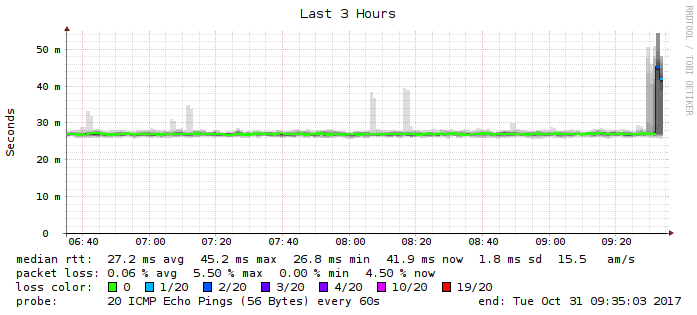 Last 3 Hours
RRDTOOL / TOBI OETIKER
Seconds
50 m
40 m
30 m
20 m
10 m
0
06:40 07:00 07:20 07:40 08:00 08:20 08:40 09:00 09:20
median rtt: 27.2 ms avg 45.2 ms max 26.8 ms min 41.9 ms now 1.8 ms sd 15.5 am/s
packet loss: 0.06 % avg 5.50 % max 0.00 % min 4.50 % now
loss color: 0 1/20 2/20 3/20 4/20 10/20 19/20
probe: 20 ICMP Echo Pings (56 Bytes) every 60s end: Tue Oct 31 09:35:03 2017